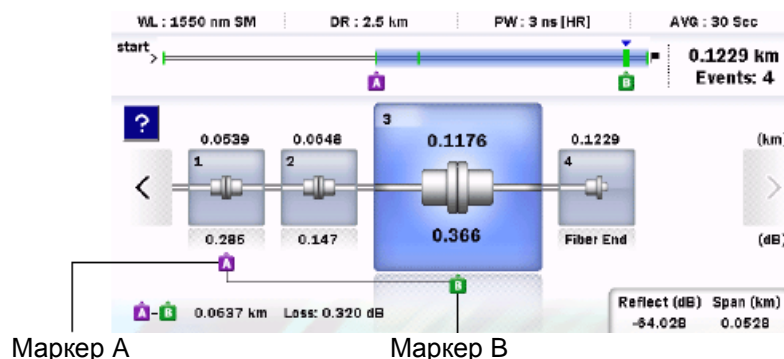 WL : 1550 nm SM DR : 2.5 km PW : 3 ns [HR] AVG : 30 Sec
start
A B
0.1229 km
Events: 4
?
0.0539 0.0648 3 0.1176 0.1229 (km)
1 2 4
0.285 0.147 0.366 Fiber End (dB)
A B
A-B 0.0637 km Loss: 0.320 dB
Reflect (dB) Span (km)
-64.028 0.0528
Маркер A Маркер B